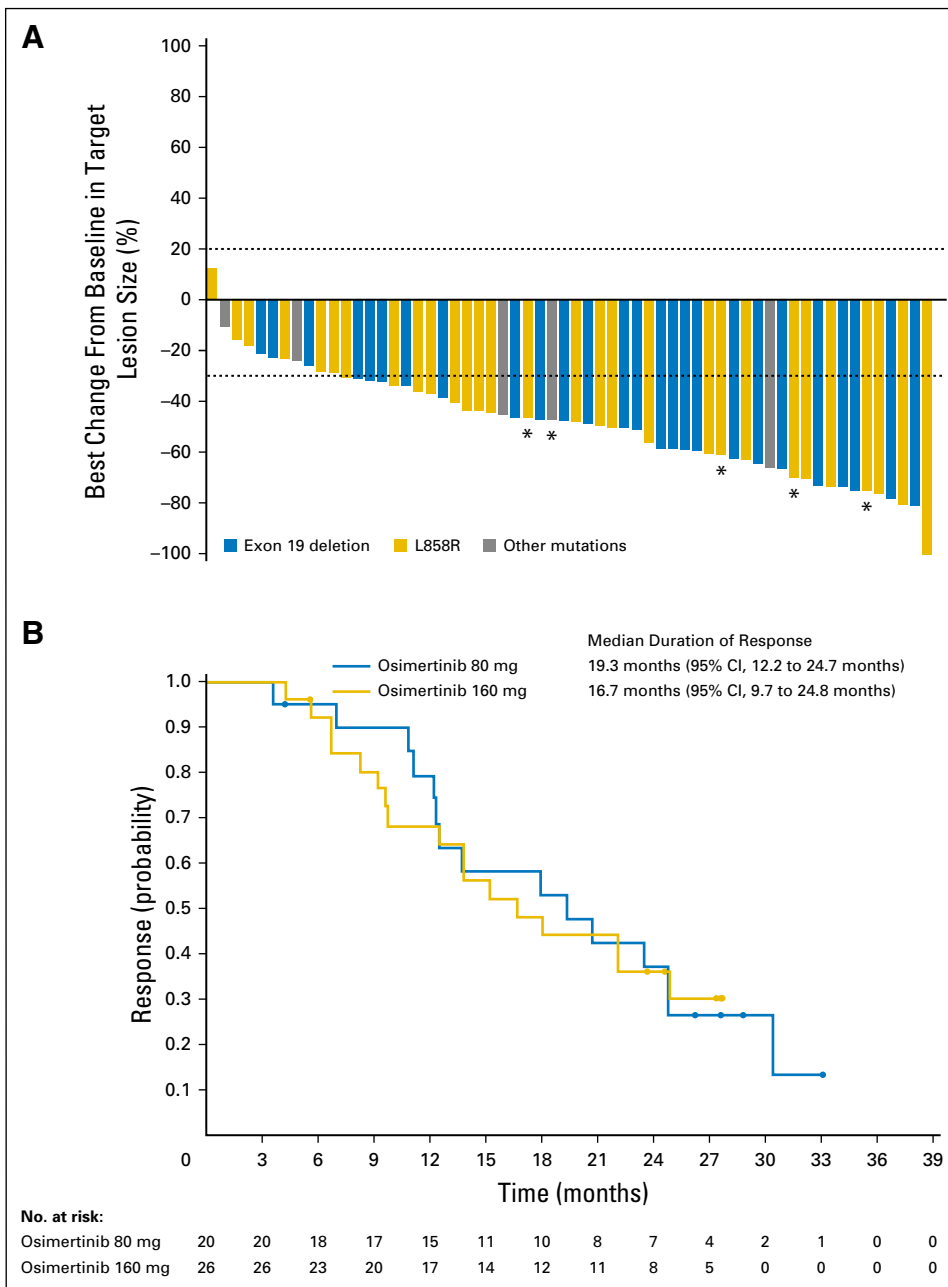 A
Best Change From Baseline in Target
Lesion Size (%)
100
80
60
40
20
0
–20
–40
–60
–80
–100
* * * * *
Exon 19 deletion L858R Other mutations
B
Median Duration of Response
Osimertinib 80 mg 19.3 months (95% CI, 12.2 to 24.7 months)
Osimertinib 160 mg 16.7 months (95% CI, 9.7 to 24.8 months)
Response (probability)
1.0
0.9
0.8
0.7
0.6
0.5
0.4
0.3
0.2
0.1
0 3 6 9 12 15 18 21 24 27 30 33 36 39
Time (months)
No. at risk:
Osimertinib 80 mg 20 20 18 17 15 11 10 8 7 4 2 1 0 0
Osimertinib 160 mg 26 26 23 20 17 14 12 11 8 5 0 0 0 0